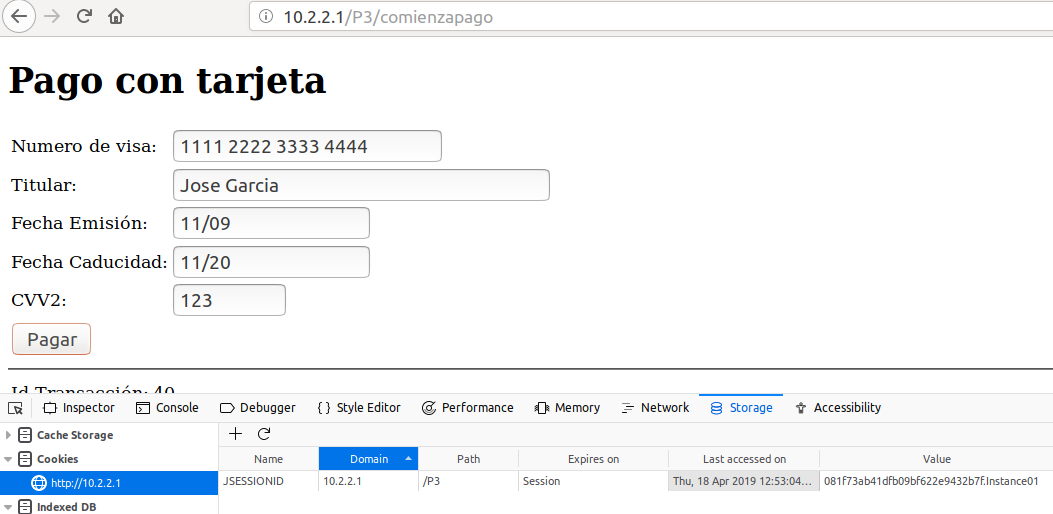 10.2.2.1/P3/comienzapago
Pago con tarjeta
Numero de visa: 1111 2222 3333 4444
Titular: Jose Garcia
Fecha Emisión: 11/09
Fecha Caducidad: 11/20
CVV2: 123
Pagar
Id Transacción: 40
Inspector Console Debugger {} Style Editor Performance Memory Network Storage Accessibility
Cache Storage
Cookies
http://10.2.2.1
Indexed DB
Name Domain Path Expires on Last accessed on Value
JSESSIONID 10.2.2.1 /P3 Session Thu, 18 Apr 2019 12:53:04... 081f73ab41dfb09bf622e9432b7f.Instance01